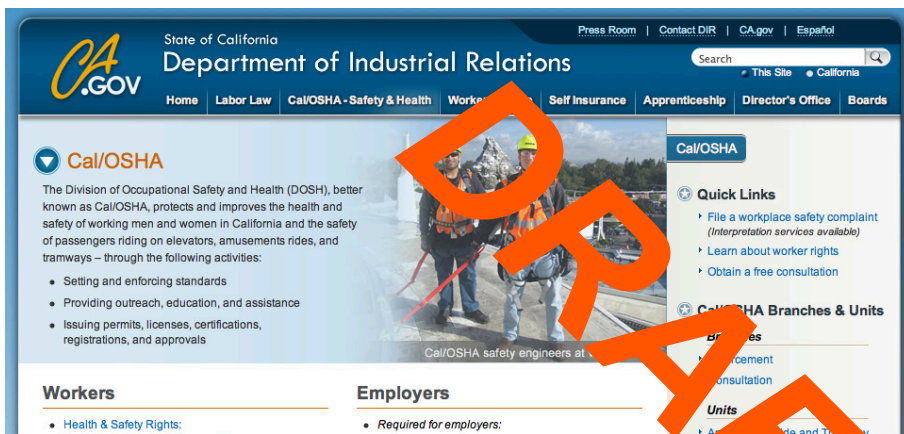 Press Room | Contact DIR | CA.gov | Español
State of California
Department of Industrial Relations
CA.GOV
Search
This Site California
Home Labor Law Cal/OSHA - Safety & Health Self Insurance Apprenticeship Director's Office Boards
Cal/OSHA
The Division of Occupational Safety and Health (DOSH), better
known as Cal/OSHA, protects and improves the health and
safety of working men and women in California and the safety
of passengers riding on elevators, amusements rides, and
tramways – through the following activities:
• Setting and enforcing standards
• Providing outreach, education, and assistance
• Issuing permits, licenses, certifications,
registrations, and approvals
Cal/OSHA safety engineers at
Workers
• Health & Safety Rights:
Employers
• Required for employers:
Cal/OSHA
Quick Links
File a workplace safety complaint
(Interpretation services available)
Learn about worker rights
Obtain a free consultation
Cal/OSHA Branches & Units
Units
DRAF